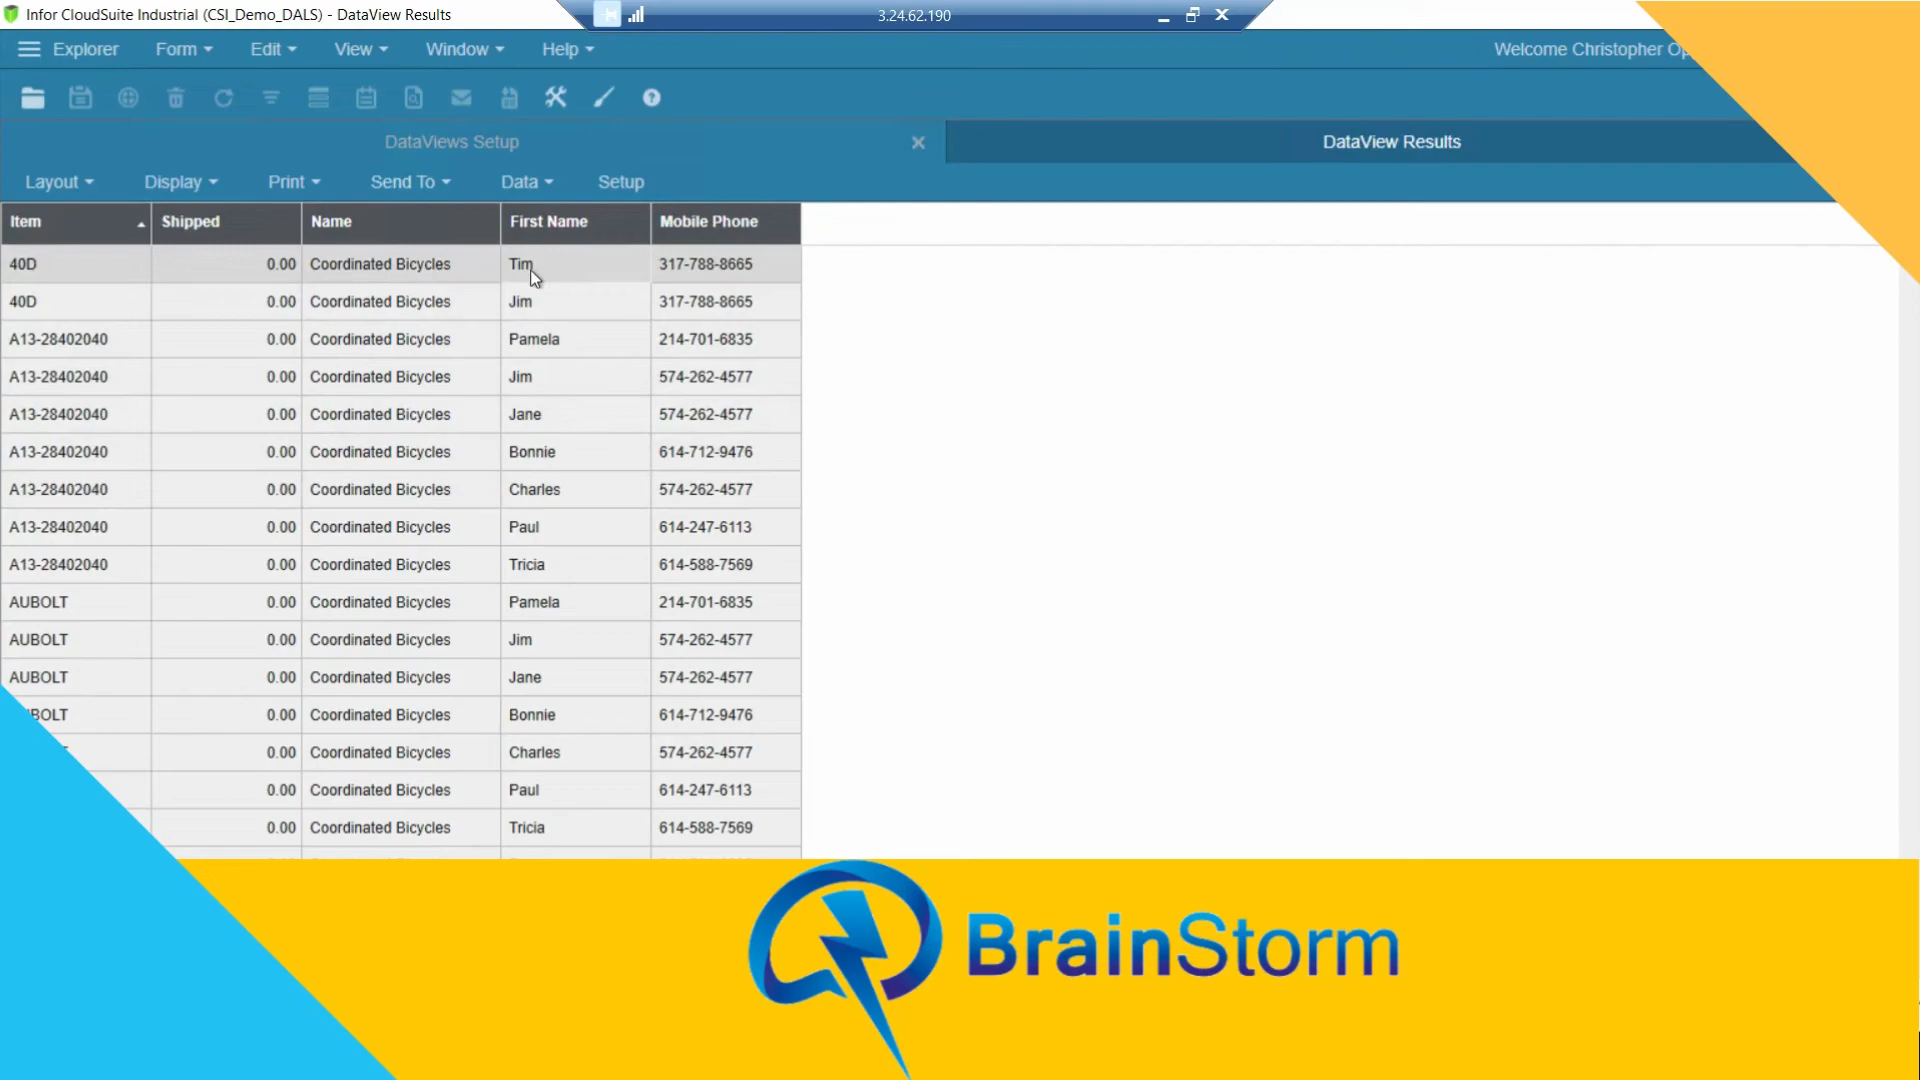 Infor CloudSuite Industrial (CSI_Demo_DALS) - DataView Results
3.24.62.190
Explorer Form Edit View Window Help Welcome Christopher
DataViews Setup DataView Results
Layout Display Print Send To Data Setup
Item Shipped Name First Name Mobile Phone
40D 0.00 Coordinated Bicycles Tim 317-788-8665
40D 0.00 Coordinated Bicycles Jim 317-788-8665
A13-28402040 0.00 Coordinated Bicycles Pamela 214-701-6835
A13-28402040 0.00 Coordinated Bicycles Jim 574-262-4577
A13-28402040 0.00 Coordinated Bicycles Jane 574-262-4577
A13-28402040 0.00 Coordinated Bicycles Bonnie 614-712-9476
A13-28402040 0.00 Coordinated Bicycles Charles 574-262-4577
A13-28402040 0.00 Coordinated Bicycles Paul 614-247-6113
A13-28402040 0.00 Coordinated Bicycles Tricia 614-588-7569
AUBOLT 0.00 Coordinated Bicycles Pamela 214-701-6835
AUBOLT 0.00 Coordinated Bicycles Jim 574-262-4577
AUBOLT 0.00 Coordinated Bicycles Jane 574-262-4577
BOLT 0.00 Coordinated Bicycles Bonnie 614-712-9476
0.00 Coordinated Bicycles Charles 574-262-4577
0.00 Coordinated Bicycles Paul 614-247-6113
0.00 Coordinated Bicycles Tricia 614-588-7569
BrainStorm